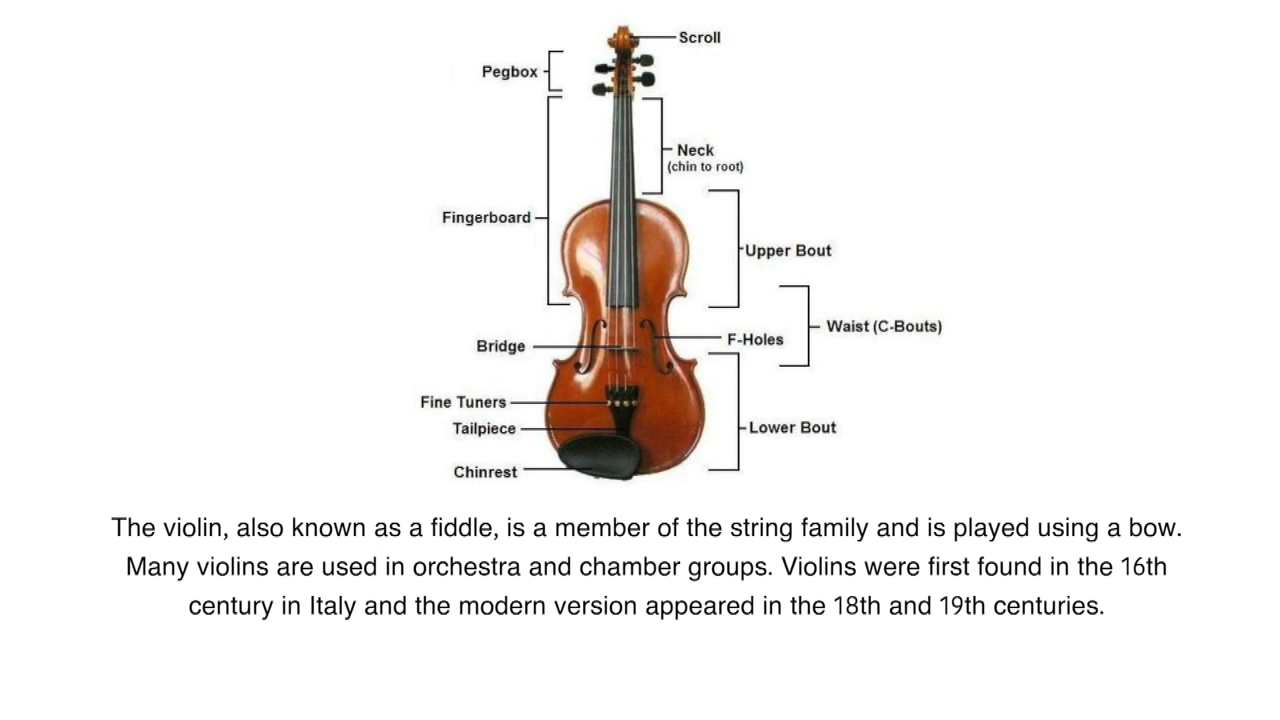 Scroll
Pegbox
Neck
(chin to root)
Fingerboard
Upper Bout
Waist (C-Bouts)
F-Holes
Bridge
Fine Tuners
Tailpiece
Lower Bout
Chinrest
The violin, also known as a fiddle, is a member of the string family and is played using a bow.
Many violins are used in orchestra and chamber groups. Violins were first found in the 16th
century in Italy and the modern version appeared in the 18th and 19th centuries.